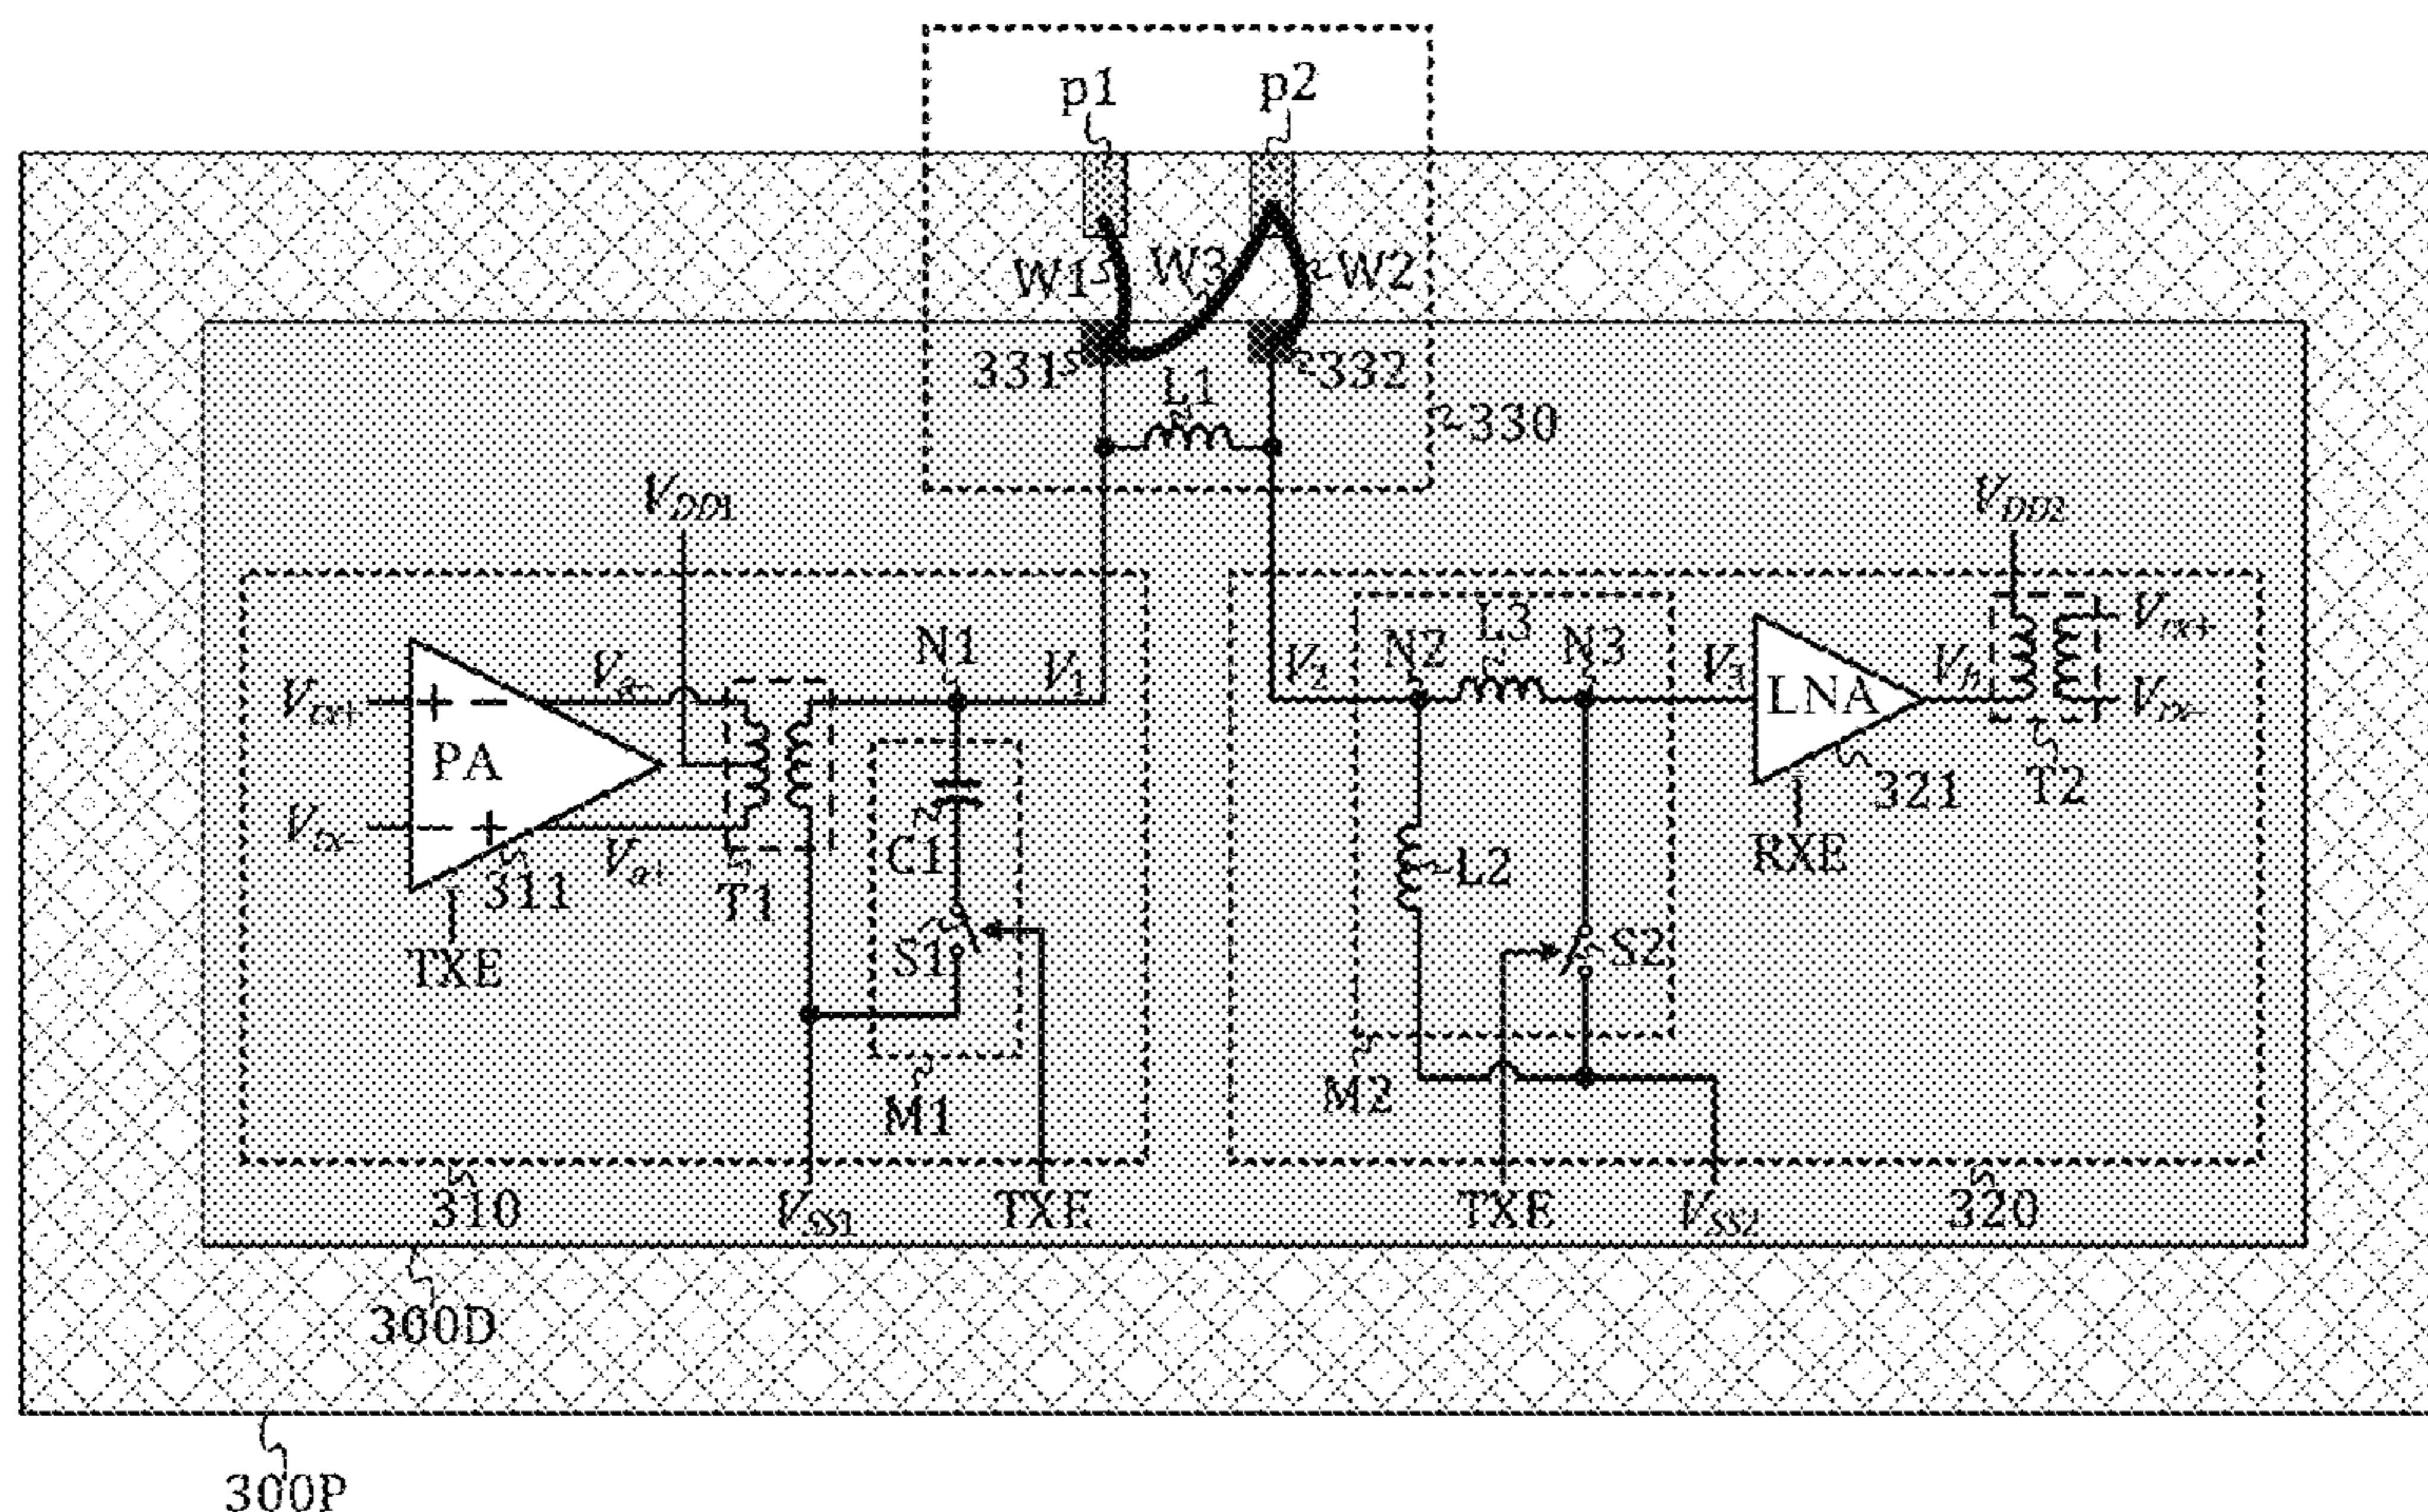 p1 p2
W1 W3 W2
331 L1 332
330
VDD1 VDD2
N1 V1 V2 N2 L3 N3 V3 Vb Vrx+
Vtx+ + − Va− LNA Vrx−
PA
Vtx− − + Va+ T1 C1 L2 321 T2
311 RXE
TXE S1 S2
M1 M2
310 VSS1 TXE TXE VSS2 320
300D
300P